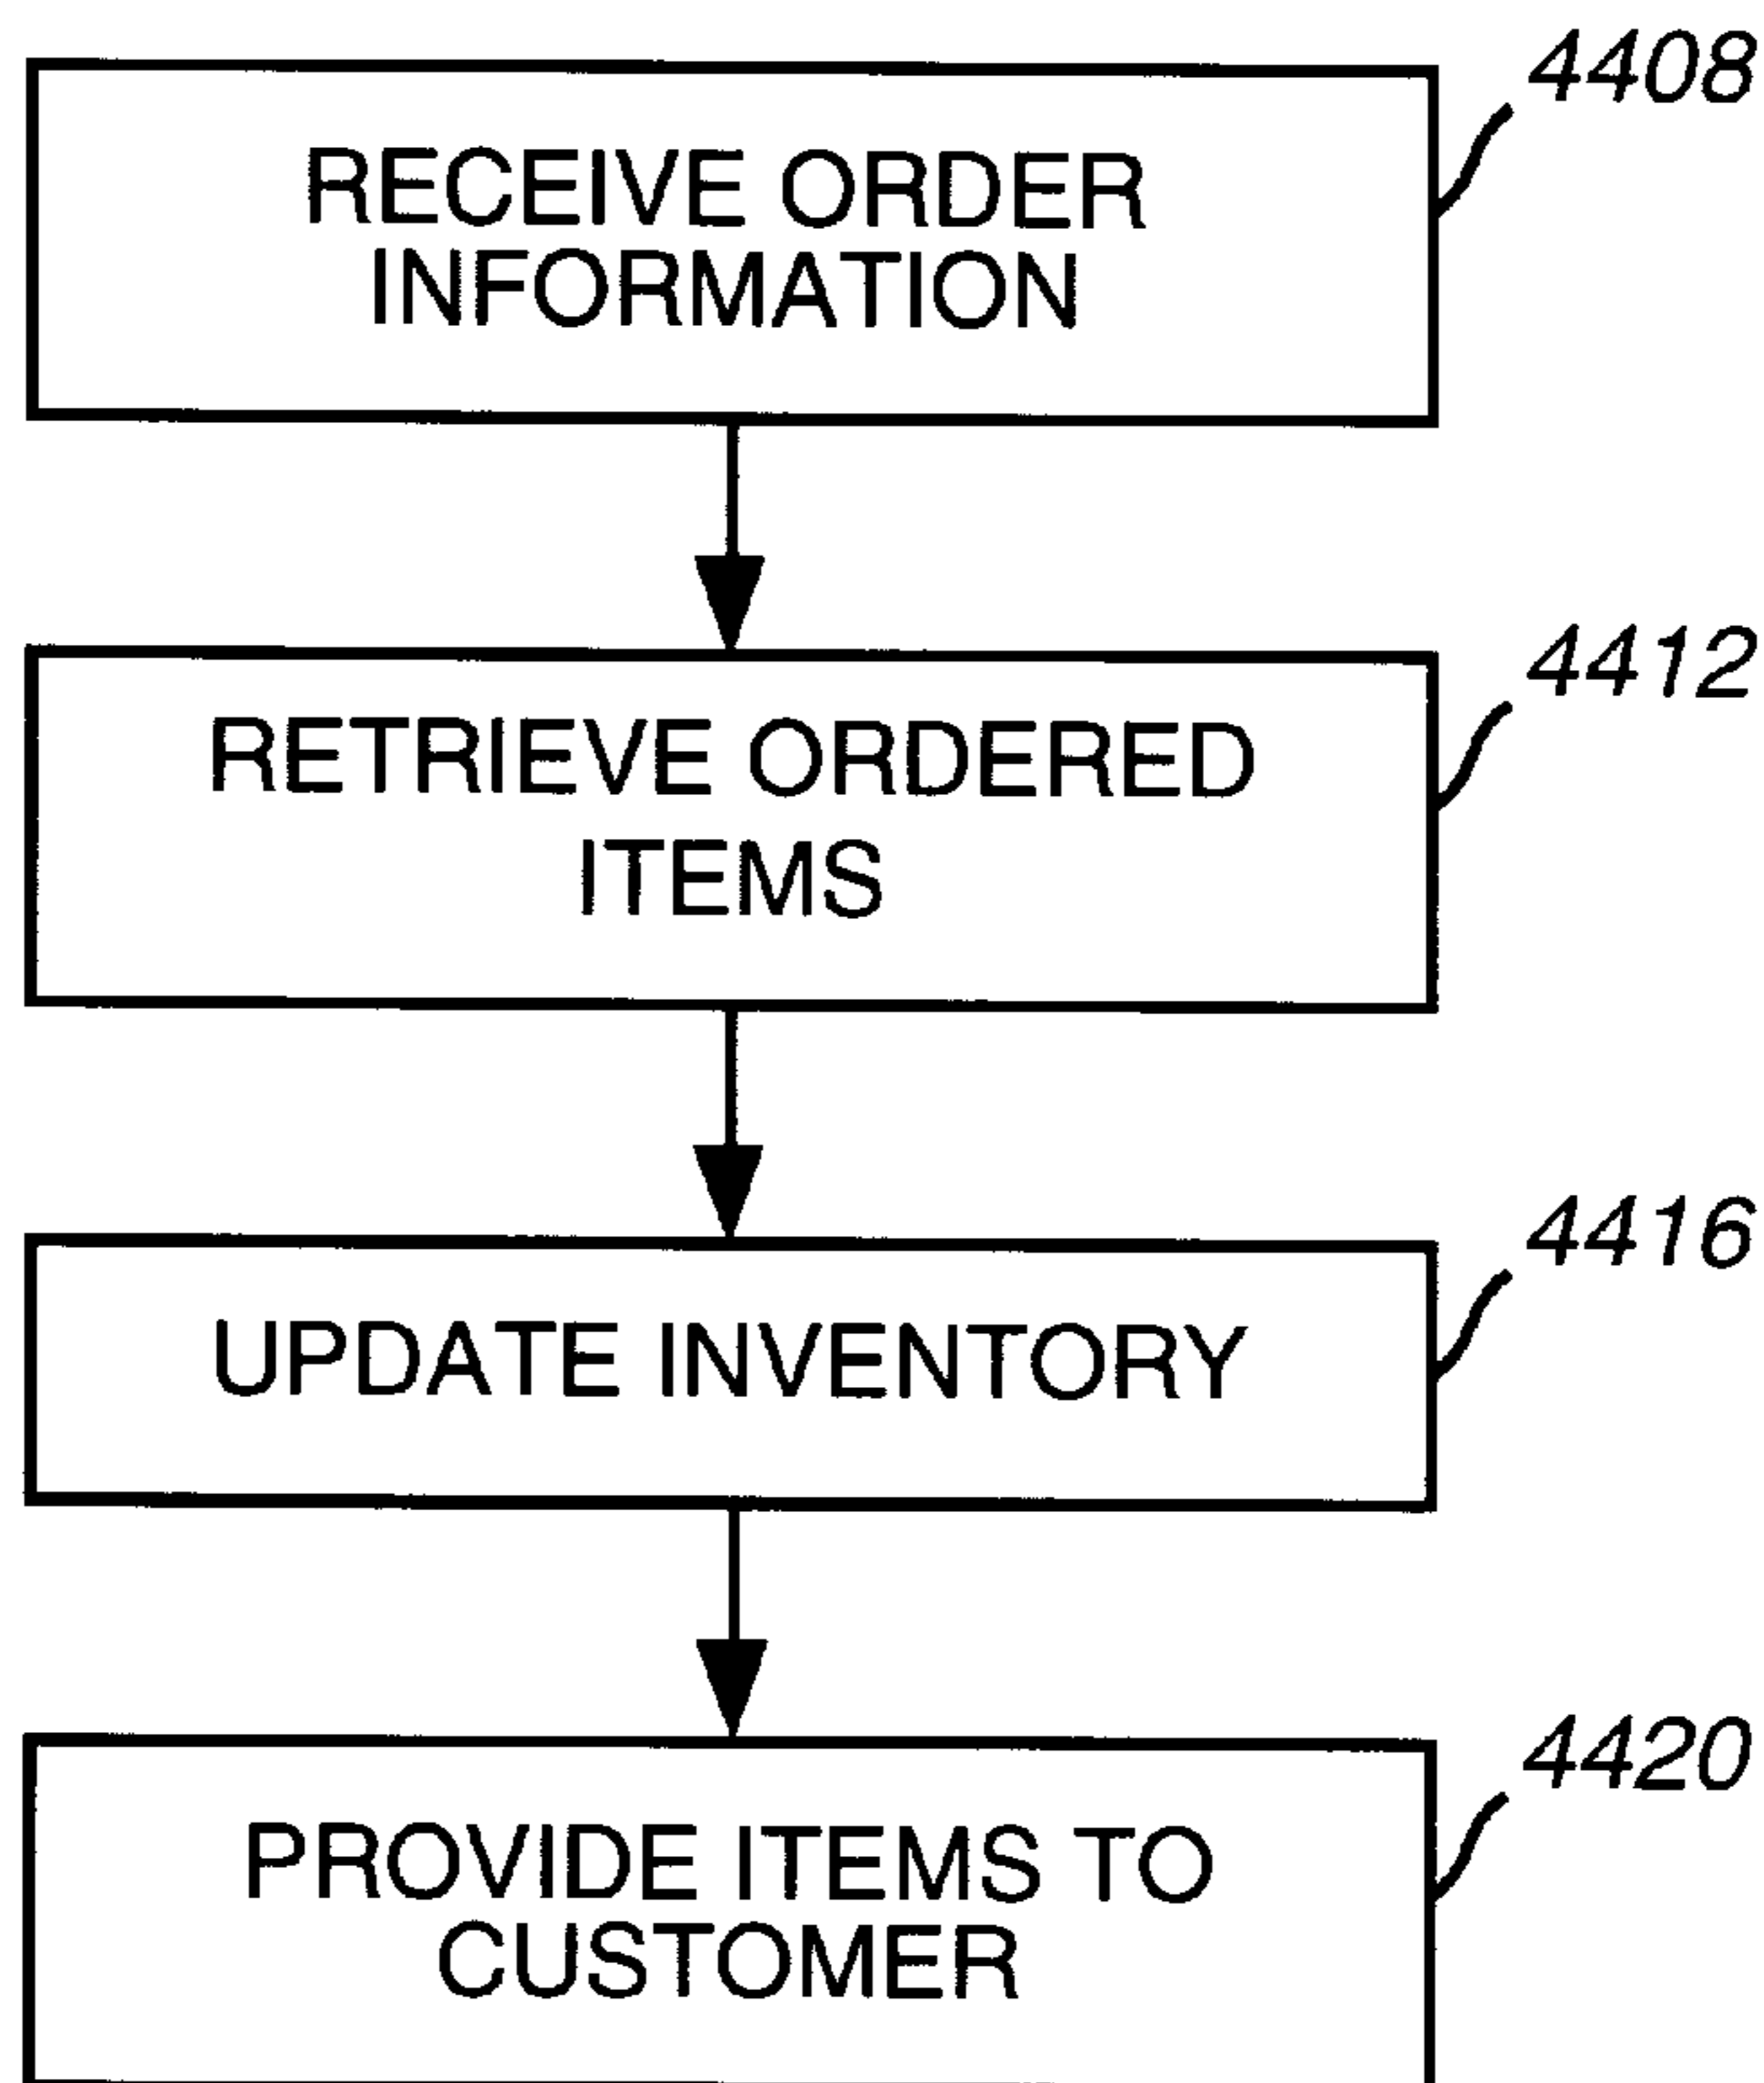 4408
RECEIVE ORDER
INFORMATION
4412
RETRIEVE ORDERED
ITEMS
4416
UPDATE INVENTORY
4420
PROVIDE ITEMS TO
CUSTOMER